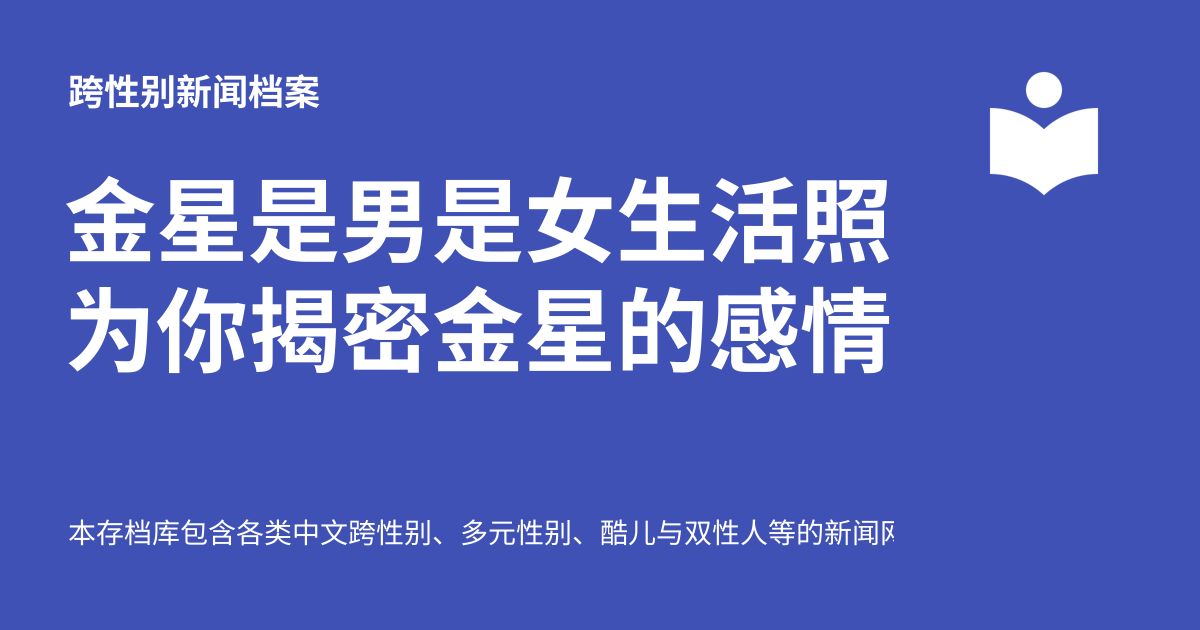 跨性别新闻档案
金星是男是女生活照
为你揭密金星的感情
本存档库包含各类中文跨性别、多元性别、酷儿与双性人等的新闻